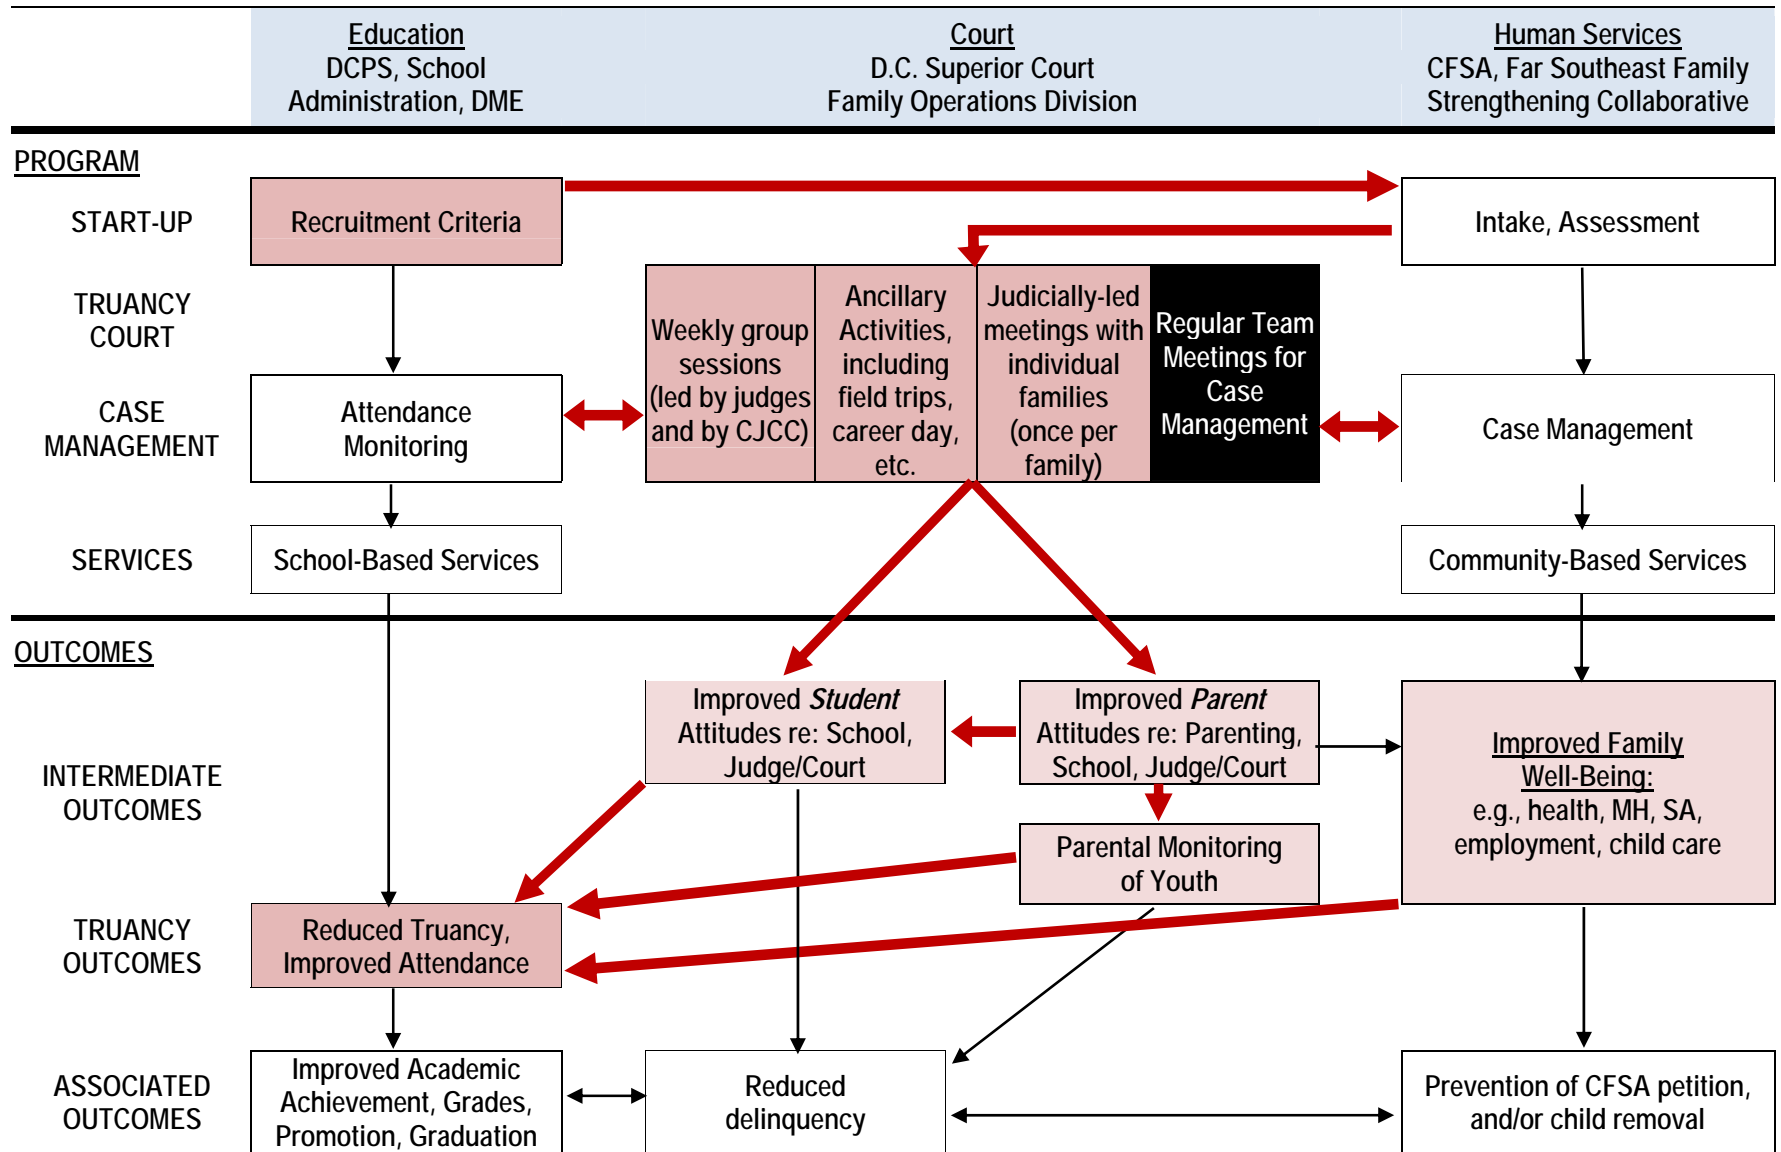 Education
DCPS, School
Administration, DME
Court
D.C. Superior Court
Family Operations Division
Human Services
CFSA, Far Southeast Family
Strengthening Collaborative
PROGRAM
START-UP
Recruitment Criteria
Intake, Assessment
TRUANCY
COURT
Weekly group
sessions
(led by judges
and by CJCC)
Ancillary
Activities,
including
field trips,
career day,
etc.
Judicially-led
meetings with
individual
families
(once per
family)
Regular Team
Meetings for
Case
Management
CASE
MANAGEMENT
Attendance
Monitoring
Case Management
SERVICES
School-Based Services
Community-Based Services
OUTCOMES
INTERMEDIATE
OUTCOMES
Improved Student
Attitudes re: School,
Judge/Court
Improved Parent
Attitudes re: Parenting,
School, Judge/Court
Improved Family
Well-Being:
e.g., health, MH, SA,
employment, child care
Parental Monitoring
of Youth
TRUANCY
OUTCOMES
Reduced Truancy,
Improved Attendance
ASSOCIATED
OUTCOMES
Improved Academic
Achievement, Grades,
Promotion, Graduation
Reduced
delinquency
Prevention of CFSA petition,
and/or child removal